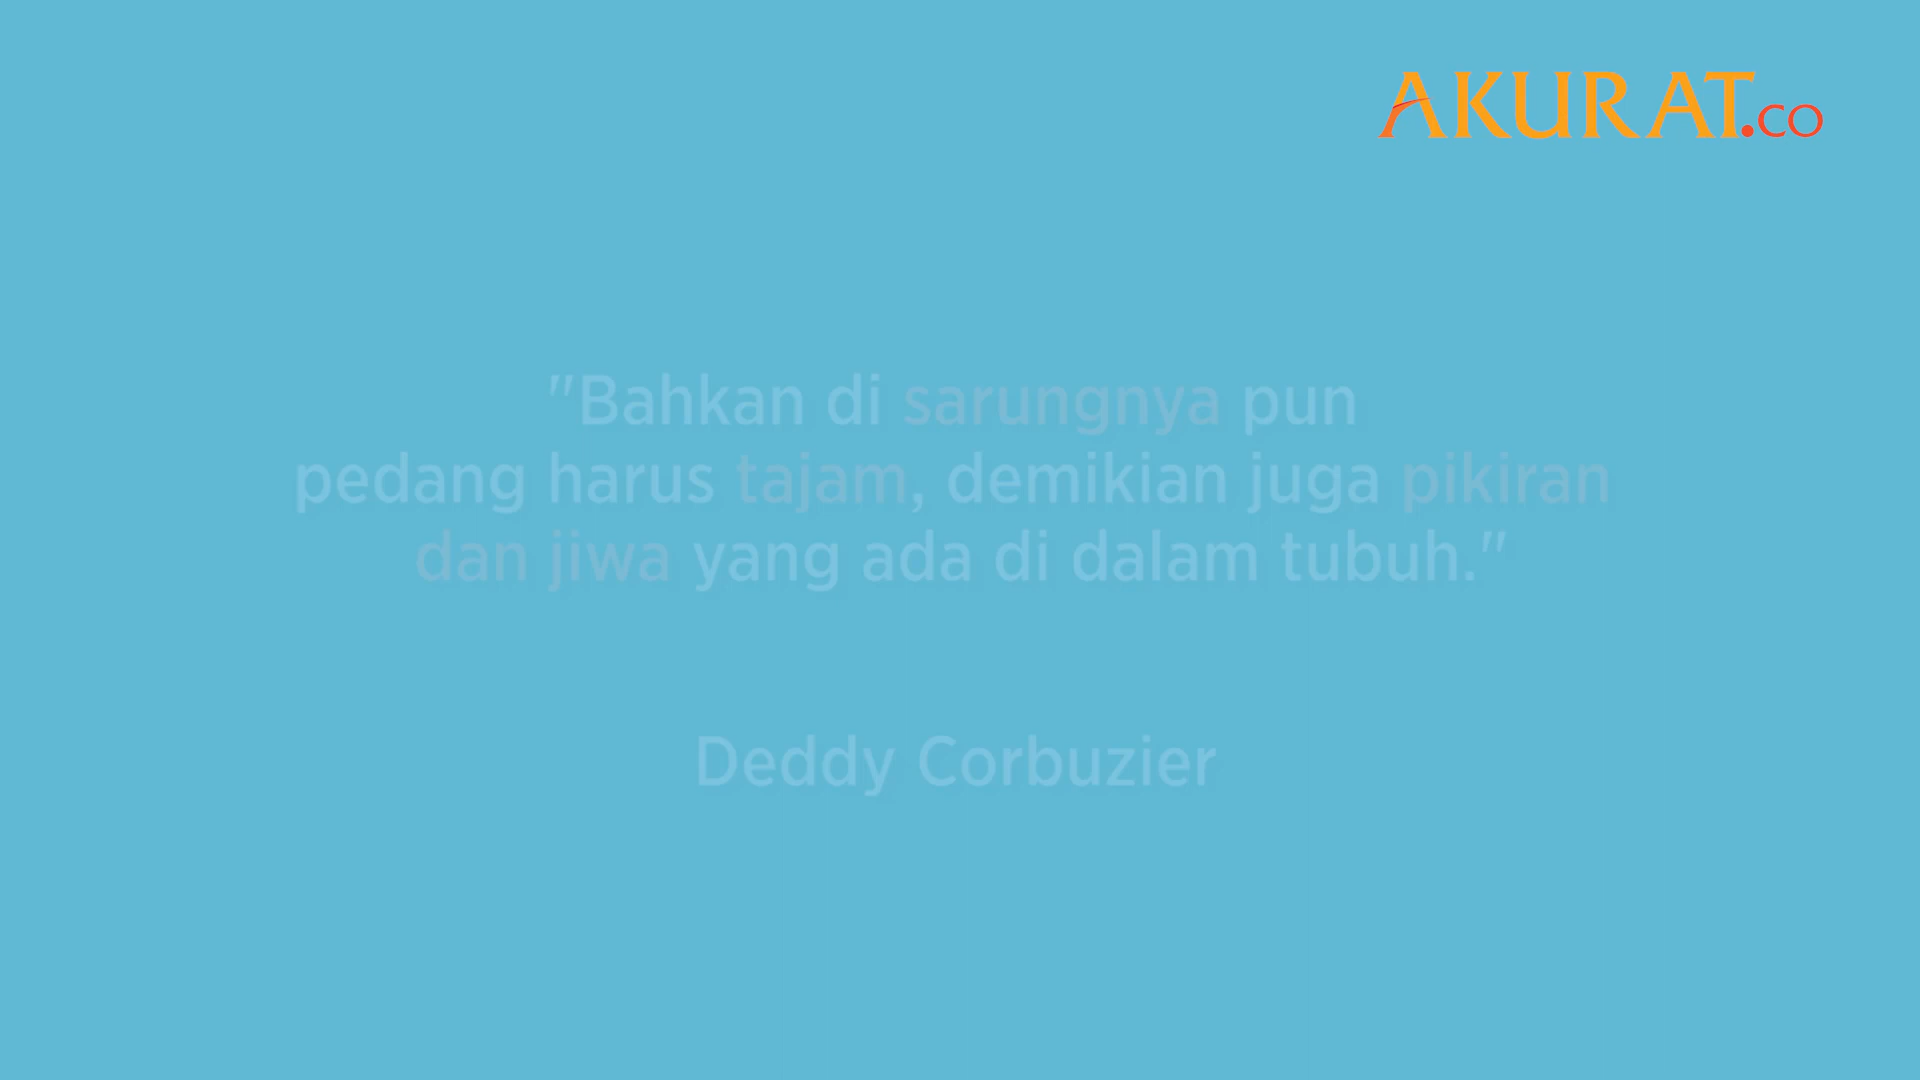 AKURAT.co
"Bahkan di sarungnya pun
pedang harus tajam, demikian juga pikiran
dan jiwa yang ada di dalam tubuh."
Deddy Corbuzier